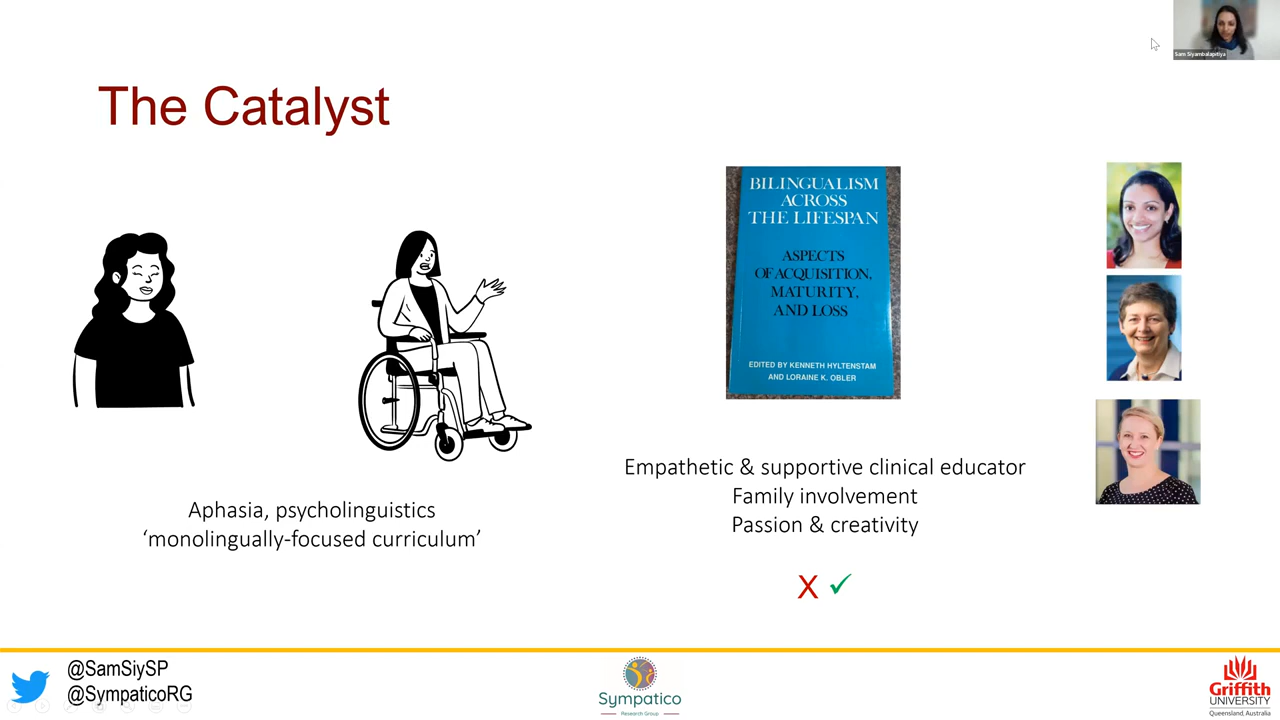 Sam Siyambalapitiya
The Catalyst
BILINGUALISM
ACROSS
THE LIFESPAN
ASPECTS
OF ACQUISITION,
MATURITY,
AND LOSS
EDITED BY KENNETH HYLTENSTAM
AND LORAINE K. OBLER
Aphasia, psycholinguistics
‘monolingually-focused curriculum’
Empathetic & supportive clinical educator
Family involvement
Passion & creativity
X ✓
@SamSiySP
@SympaticoRG
Sympatico
Research Group
Griffith
UNIVERSITY
Queensland, Australia